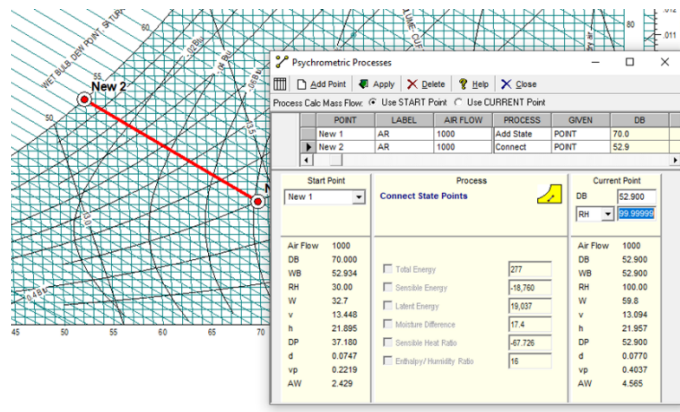 WET BULB, DEW POINT, SATUR
60
80
.012
.011
55
New 2
50
13.5
13.0
45 50 55 60 65 70
Psychrometric Processes
Add Point Apply Delete Help Close
Process Calc Mass Flow: Use START Point Use CURRENT Point
POINT LABEL AIR FLOW PROCESS GIVEN DB
New 1 AR 1000 Add State POINT 70.0
New 2 AR 1000 Connect POINT 52.9
Start Point Process Current Point
New 1 Connect State Points DB 52.900
RH 99.99999
Air Flow 1000 Air Flow 1000
DB 70.000 DB 52.900
WB 52.934 Total Energy 277 WB 52.900
RH 30.00 Sensible Energy -18,760 RH 100.00
W 32.7 Latent Energy 19,037 W 59.8
v 13.448 Moisture Difference 17.4 v 13.094
h 21.895 h 21.957
DP 37.180 Sensible Heat Ratio -67.726 DP 52.900
d 0.0747 Enthalpy/Humidity Ratio 16 d 0.0770
vp 0.2219 vp 0.4037
AW 2.429 AW 4.565